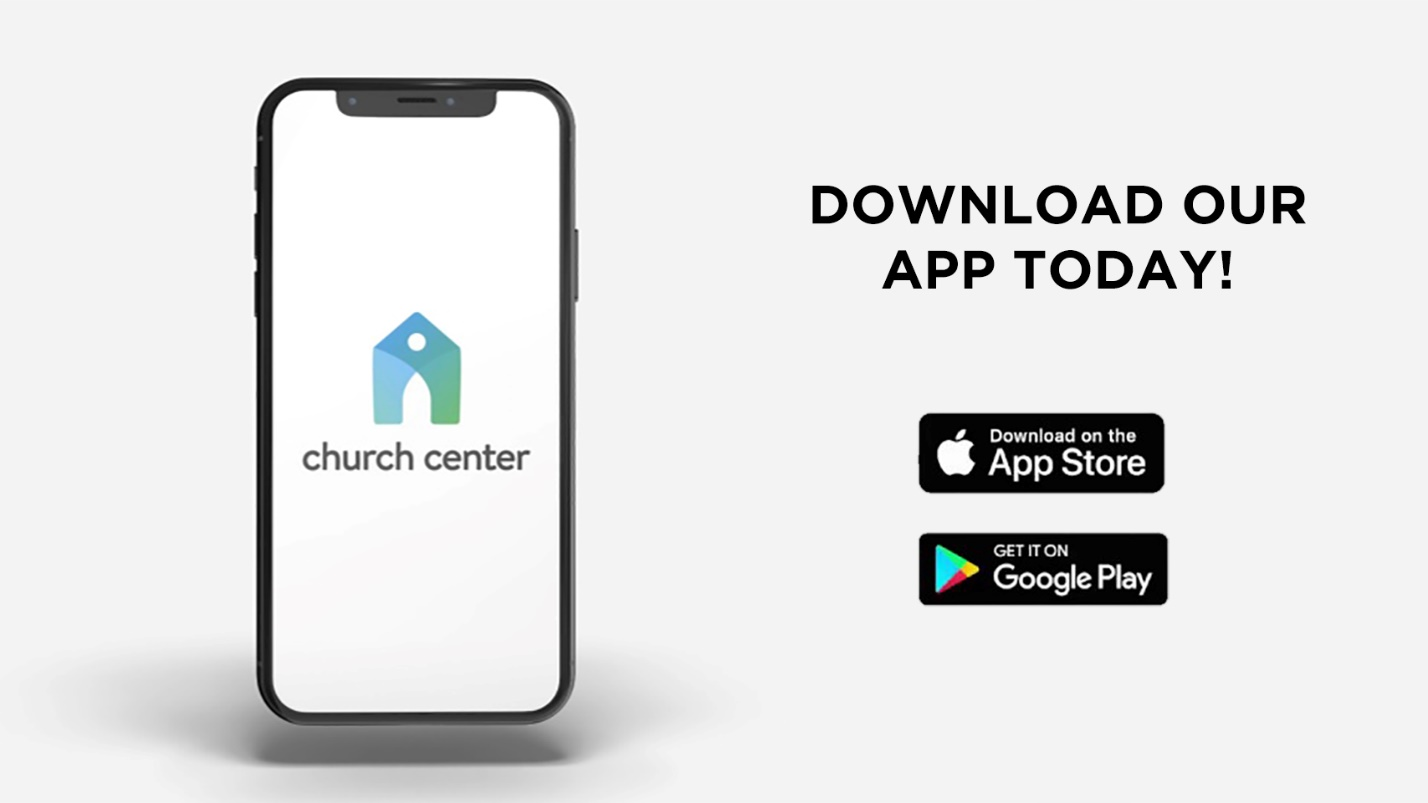 DOWNLOAD OUR
APP TODAY!
church center
Download on the
App Store
GET IT ON
Google Play